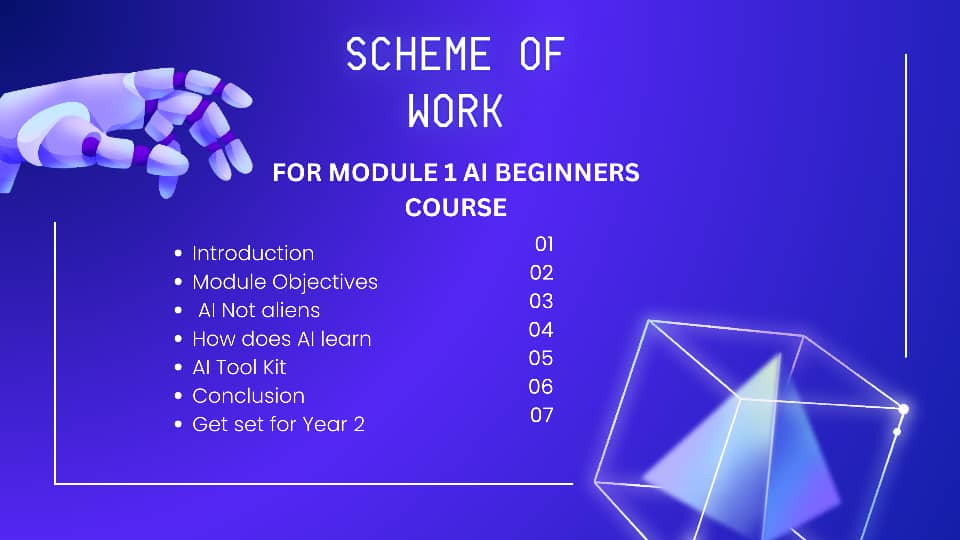 SCHEME OF
WORK
FOR MODULE 1 AI BEGINNERS
COURSE
• Introduction 01
• Module Objectives 02
• AI Not aliens 03
• How does AI learn 04
• AI Tool Kit 05
• Conclusion 06
• Get set for Year 2 07